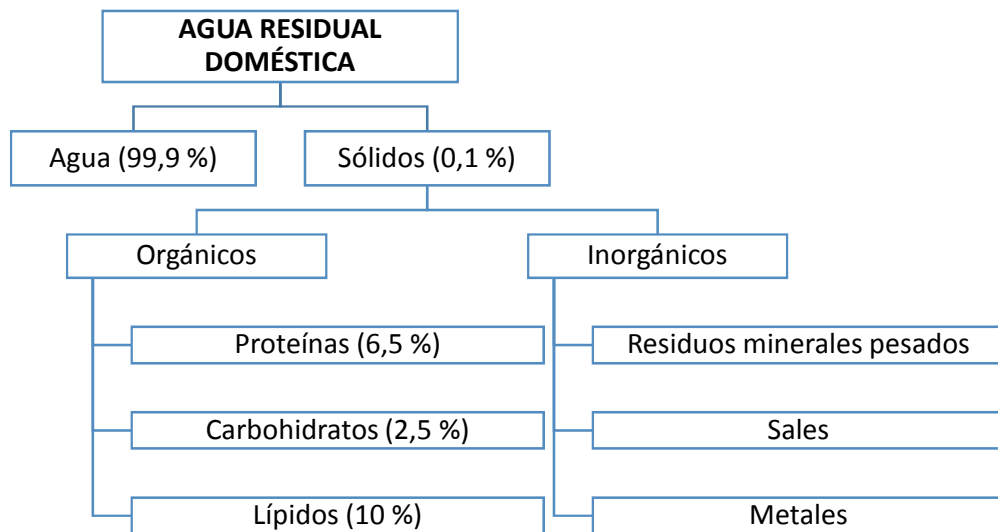 AGUA RESIDUAL
DOMÉSTICA
Agua (99,9 %)
Sólidos (0,1 %)
Orgánicos
Inorgánicos
Proteínas (6,5 %)
Residuos minerales pesados
Carbohidratos (2,5 %)
Sales
Lípidos (10 %)
Metales